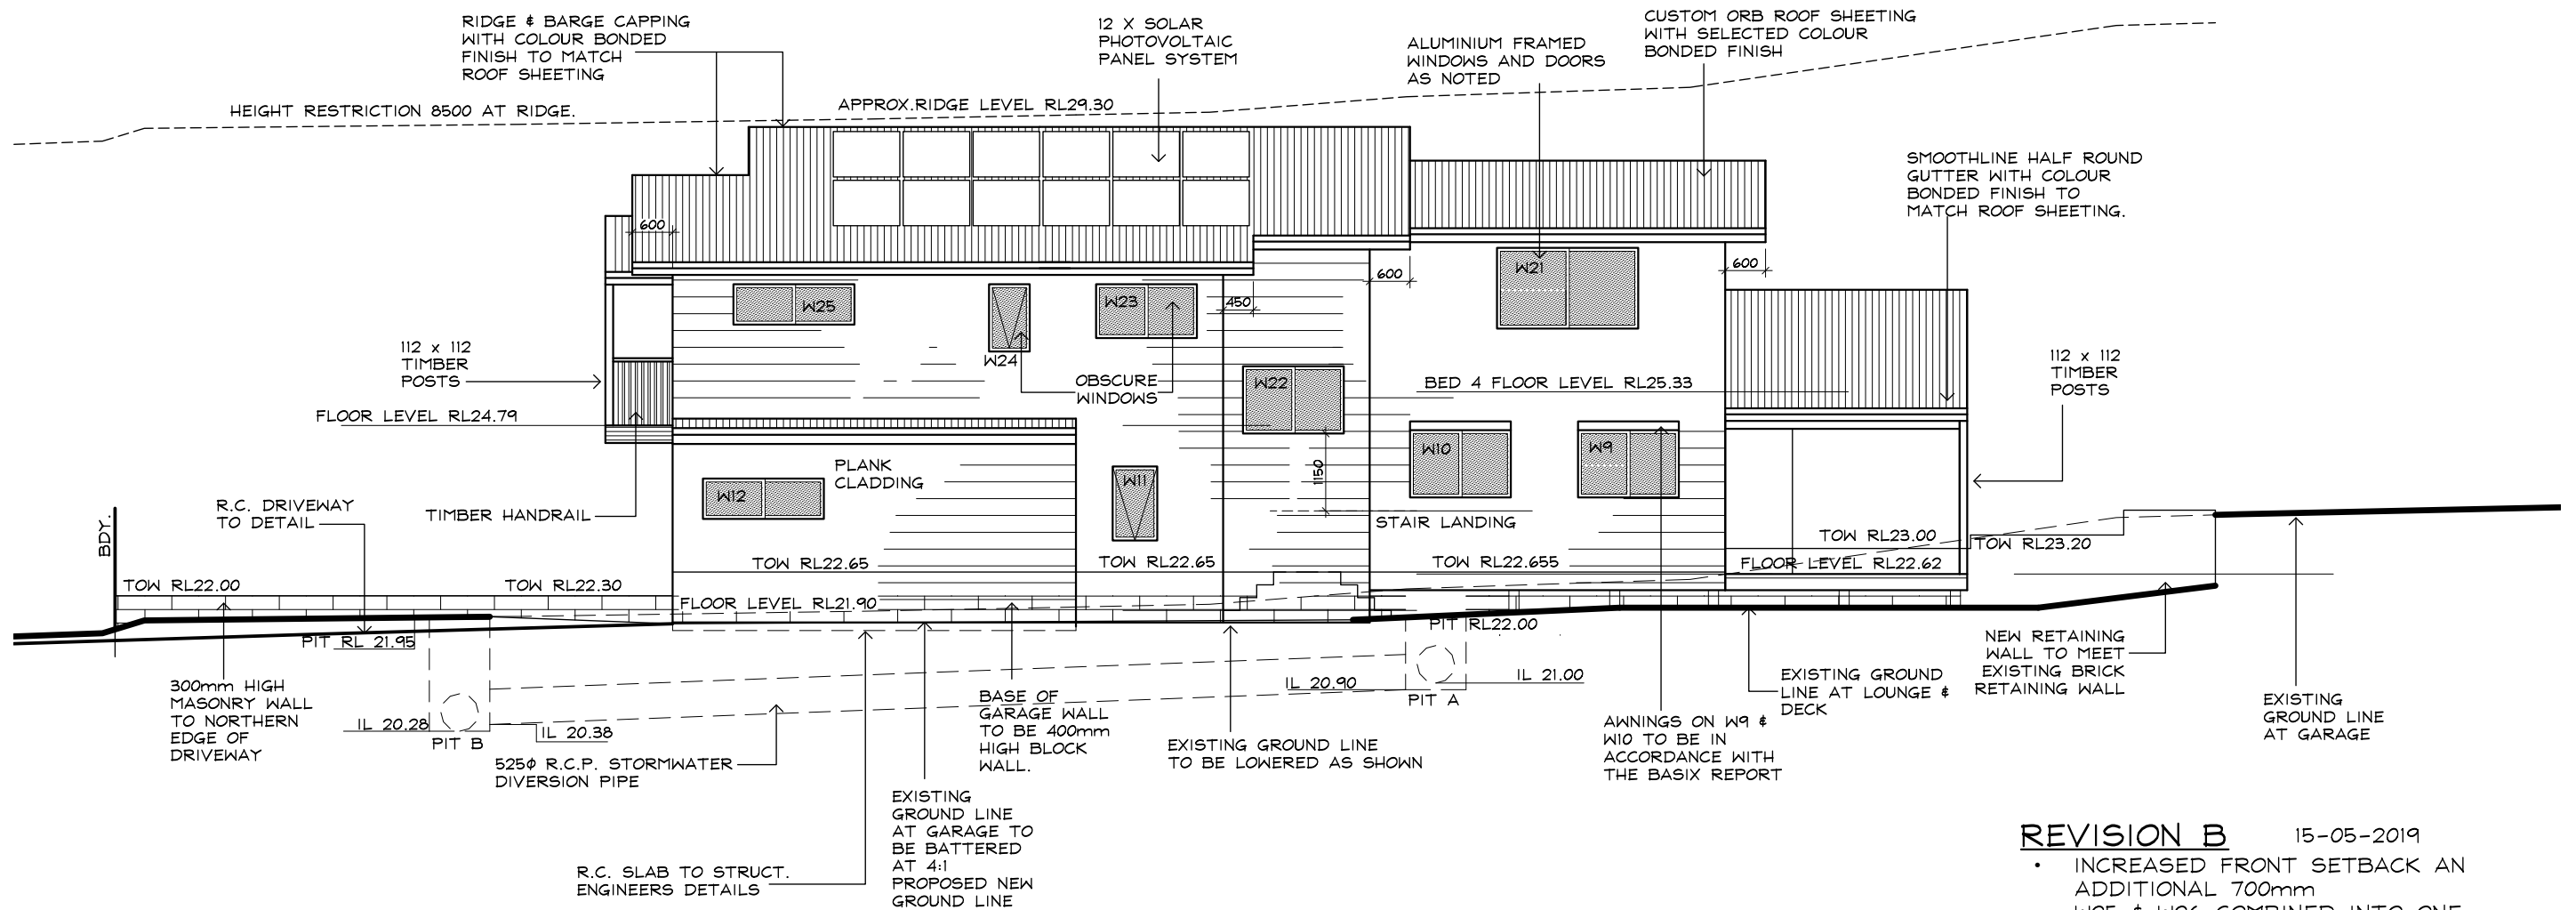 RIDGE & BARGE CAPPING
WITH COLOUR BONDED
FINISH TO MATCH
ROOF SHEETING
12 X SOLAR
PHOTOVOLTAIC
PANEL SYSTEM
ALUMINIUM FRAMED
WINDOWS AND DOORS
AS NOTED
CUSTOM ORB ROOF SHEETING
WITH SELECTED COLOUR
BONDED FINISH
HEIGHT RESTRICTION 8500 AT RIDGE.
APPROX.RIDGE LEVEL RL29.30
SMOOTHLINE HALF ROUND
GUTTER WITH COLOUR
BONDED FINISH TO
MATCH ROOF SHEETING.
600
600
600
450
W25
W24
W23
W22
W21
OBSCURE
WINDOWS
112 x 112
TIMBER
POSTS
112 x 112
TIMBER
POSTS
BED 4 FLOOR LEVEL RL25.33
FLOOR LEVEL RL24.79
W12
W11
W10
W9
1150
PLANK
CLADDING
R.C. DRIVEWAY
TO DETAIL
TIMBER HANDRAIL
STAIR LANDING
BDY.
TOW RL22.00
TOW RL22.30
TOW RL22.65
TOW RL22.65
TOW RL22.655
TOW RL23.00
TOW RL23.20
FLOOR LEVEL RL22.62
FLOOR LEVEL RL21.90
PIT RL 21.95
PIT RL22.00
300mm HIGH
MASONRY WALL
TO NORTHERN
EDGE OF
DRIVEWAY
IL 20.28
PIT B
IL 20.38
525φ R.C.P. STORMWATER
DIVERSION PIPE
BASE OF
GARAGE WALL
TO BE 400mm
HIGH BLOCK
WALL.
EXISTING GROUND LINE
TO BE LOWERED AS SHOWN
IL 20.90
PIT A
IL 21.00
AWNINGS ON W9 &
W10 TO BE IN
ACCORDANCE WITH
THE BASIX REPORT
EXISTING GROUND
LINE AT LOUNGE &
DECK
NEW RETAINING
WALL TO MEET
EXISTING BRICK
RETAINING WALL
EXISTING
GROUND LINE
AT GARAGE
R.C. SLAB TO STRUCT.
ENGINEERS DETAILS
EXISTING
GROUND LINE
AT GARAGE TO
BE BATTERED
AT 4:1
PROPOSED NEW
GROUND LINE
REVISION B 15-05-2019
• INCREASED FRONT SETBACK AN
ADDITIONAL 700mm